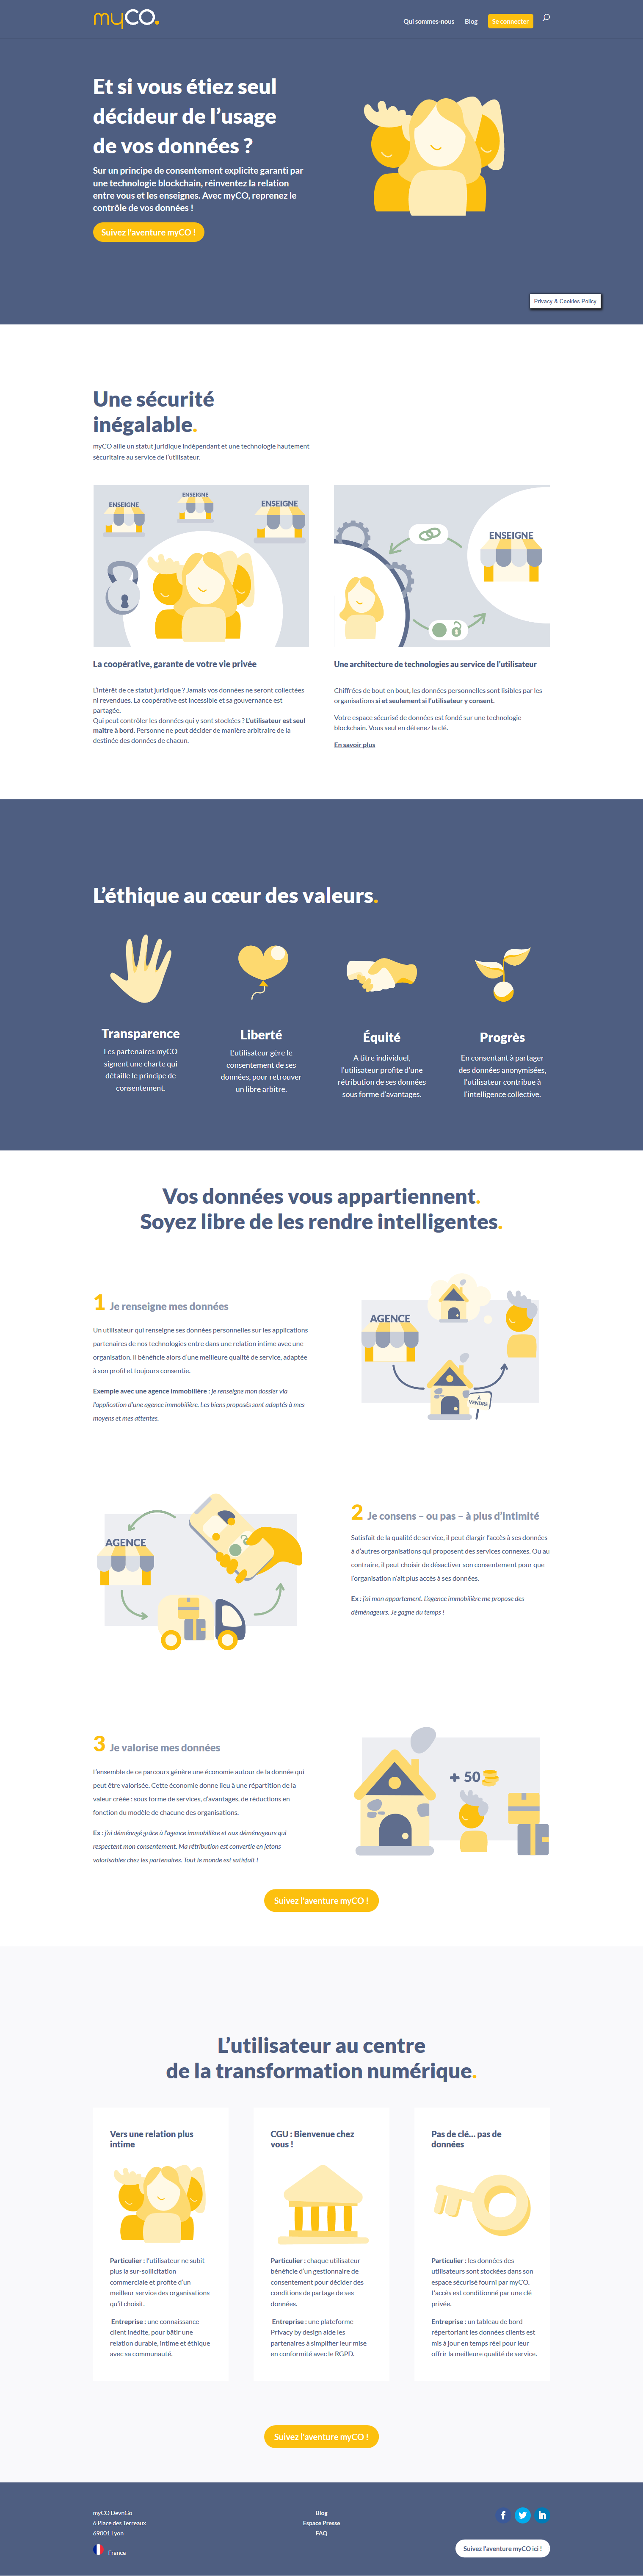 myCO.
Qui sommes-nous
Blog
Se connecter
Et si vous étiez seul
décideur de l’usage
de vos données ?
Sur un principe de consentement explicite garanti par
une technologie blockchain, réinventez la relation
entre vous et les enseignes. Avec myCO, reprenez le
contrôle de vos données !
Suivez l'aventure myCO !
Privacy & Cookies Policy
Une sécurité
inégalable.
myCO allie un statut juridique indépendant et une technologie hautement
sécuritaire au service de l’utilisateur.
ENSEIGNE
ENSEIGNE
ENSEIGNE
ENSEIGNE
La coopérative, garante de votre vie privée
L’intérêt de ce statut juridique ? Jamais vos données ne seront collectées
ni revendues. La coopérative est incessible et sa gouvernance est
partagée.
Qui peut contrôler les données qui y sont stockées ? L’utilisateur est seul
maître à bord. Personne ne peut décider de manière arbitraire de la
destinée des données de chacun.
Une architecture de technologies au service de l’utilisateur
Chiffrées de bout en bout, les données personnelles sont lisibles par les
organisations si et seulement si l’utilisateur y consent.
Votre espace sécurisé de données est fondé sur une technologie
blockchain. Vous seul en détenez la clé.
En savoir plus
L’éthique au cœur des valeurs.
Transparence
Les partenaires myCO
signent une charte qui
détaille le principe de
consentement.
Liberté
L’utilisateur gère le
consentement de ses
données, pour retrouver
un libre arbitre.
Équité
A titre individuel,
l’utilisateur profite d’une
rétribution de ses données
sous forme d’avantages.
Progrès
En consentant à partager
des données anonymisées,
l’utilisateur contribue à
l’intelligence collective.
Vos données vous appartiennent.
Soyez libre de les rendre intelligentes.
1 Je renseigne mes données
Un utilisateur qui renseigne ses données personnelles sur les applications
partenaires de nos technologies entre dans une relation intime avec une
organisation. Il bénéficie alors d’une meilleure qualité de service, adaptée
à son profil et toujours consentie.
Exemple avec une agence immobilière : je renseigne mon dossier via
l’application d’une agence immobilière. Les biens proposés sont adaptés à mes
moyens et mes attentes.
AGENCE
À
VENDRE
AGENCE
2 Je consens – ou pas – à plus d’intimité
Satisfait de la qualité de service, il peut élargir l’accès à ses données
à d’autres organisations qui proposent des services connexes. Ou au
contraire, il peut choisir de désactiver son consentement pour que
l’organisation n’ait plus accès à ses données.
Ex : j’ai mon appartement. L’agence immobilière me propose des
déménageurs. Je gagne du temps !
3 Je valorise mes données
L’ensemble de ce parcours génère une économie autour de la donnée qui
peut être valorisée. Cette économie donne lieu à une répartition de la
valeur créée : sous forme de services, d’avantages, de réductions en
fonction du modèle de chacune des organisations.
Ex : j’ai déménagé grâce à l’agence immobilière et aux déménageurs qui
respectent mon consentement. Ma rétribution est convertie en jetons
valorisables chez les partenaires. Tout le monde est satisfait !
+ 50
Suivez l'aventure myCO !
L’utilisateur au centre
de la transformation numérique.
Vers une relation plus
intime
Particulier : l’utilisateur ne subit
plus la sur-sollicitation
commerciale et profite d’un
meilleur service des organisations
qu’il choisit.
Entreprise : une connaissance
client inédite, pour bâtir une
relation durable, intime et éthique
avec sa communauté.
CGU : Bienvenue chez
vous !
Particulier : chaque utilisateur
bénéficie d’un gestionnaire de
consentement pour décider des
conditions de partage de ses
données.
Entreprise : une plateforme
Privacy by design aide les
partenaires à simplifier leur mise
en conformité avec le RGPD.
Pas de clé… pas de
données
Particulier : les données des
utilisateurs sont stockées dans son
espace sécurisé fourni par myCO.
L’accès est conditionné par une clé
privée.
Entreprise : un tableau de bord
répertoriant les données clients est
mis à jour en temps réel pour leur
offrir la meilleure qualité de service.
Suivez l'aventure myCO !
myCO DevnGo
6 Place des Terreaux
69001 Lyon
France
Blog
Espace Presse
FAQ
Suivez l'aventure myCO ici !